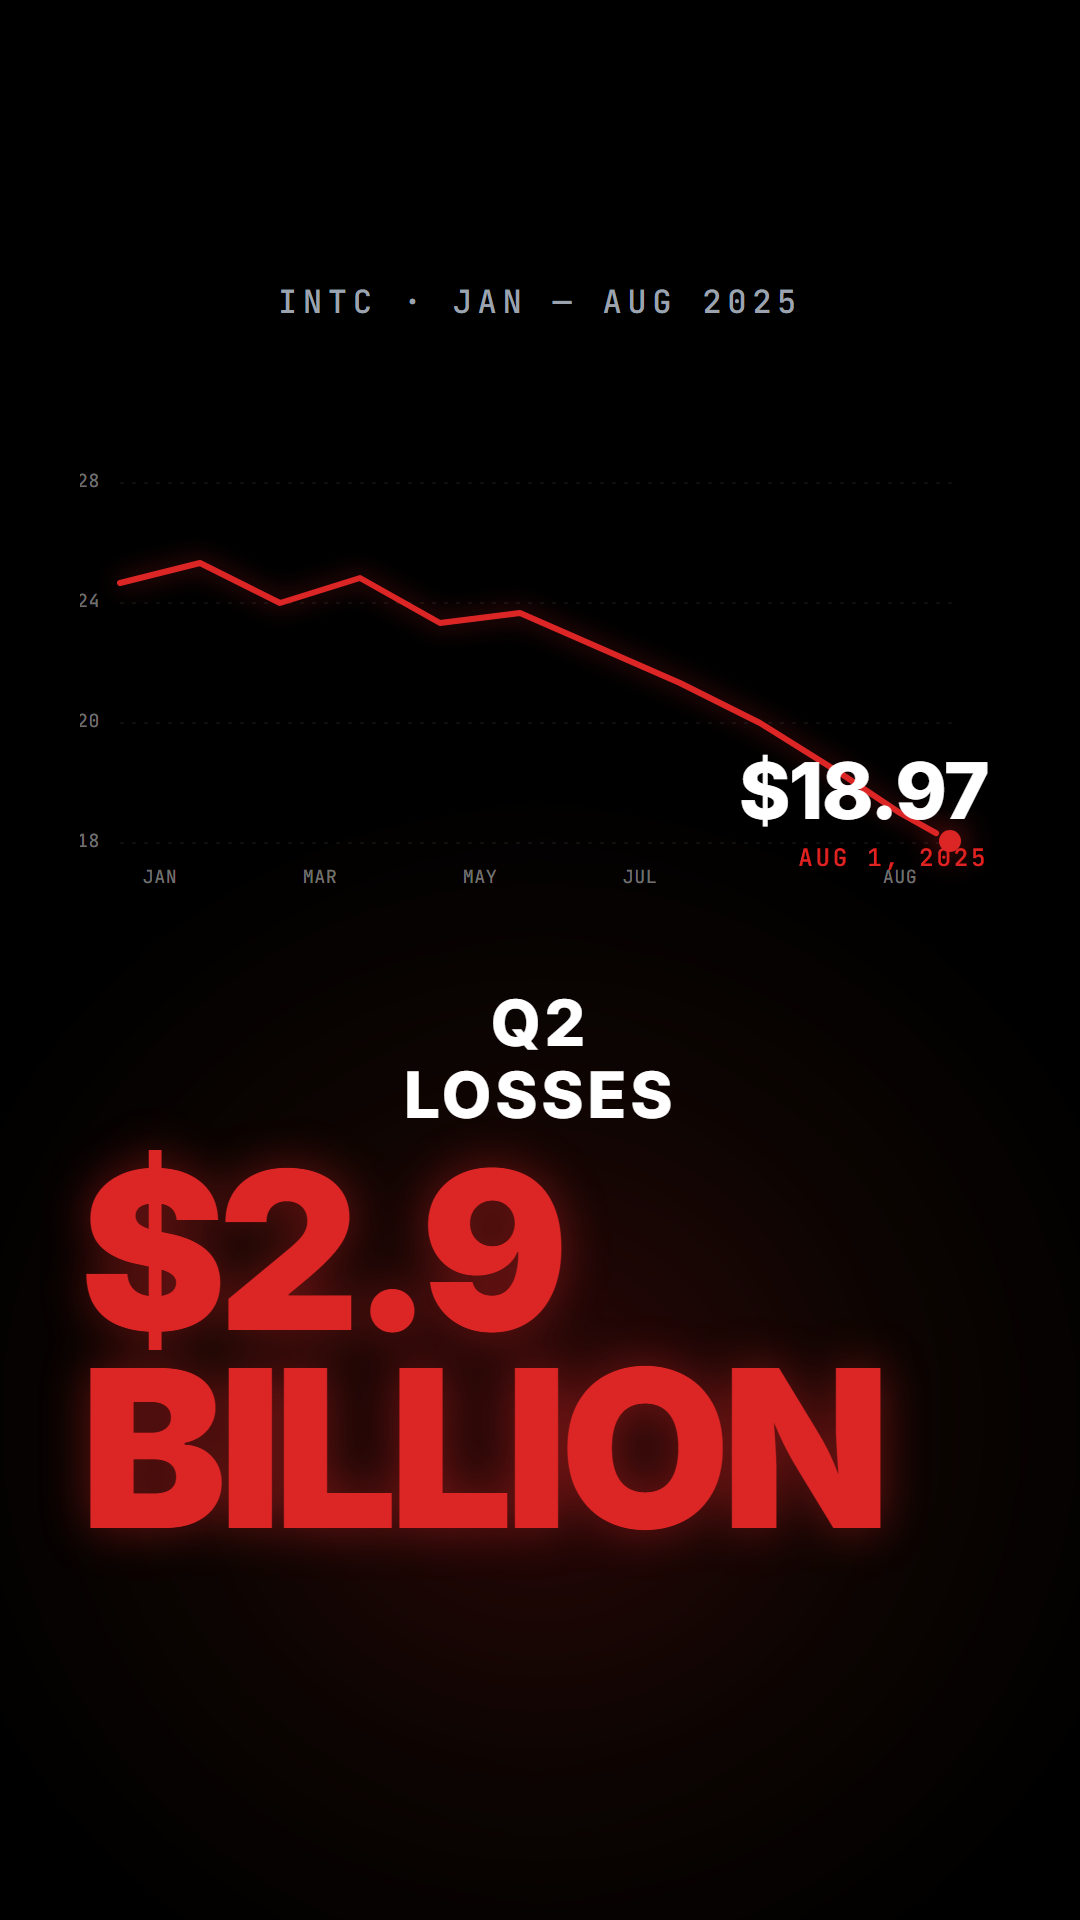 INTC · JAN — AUG 2025
28
24
20
$18.97
18
AUG 1, 2025
JAN MAR MAY JUL AUG
Q2
LOSSES
$2.9
BILLION